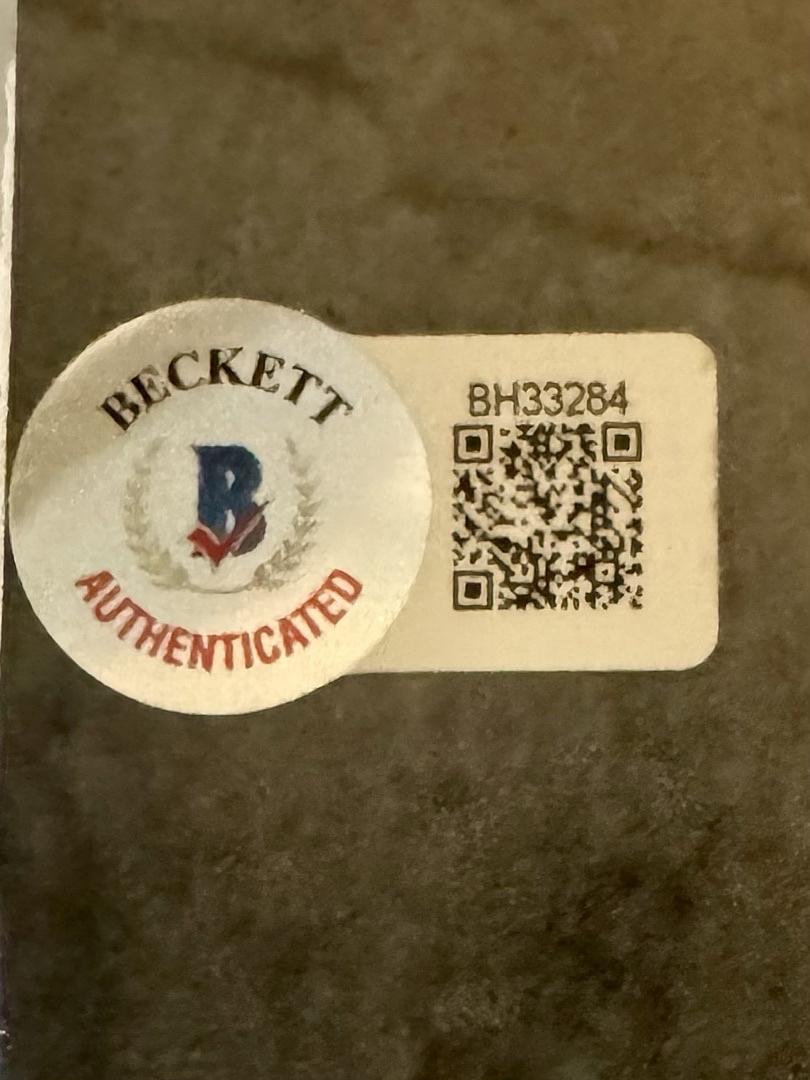 BECKETT
B
AUTHENTICATED
BH33284